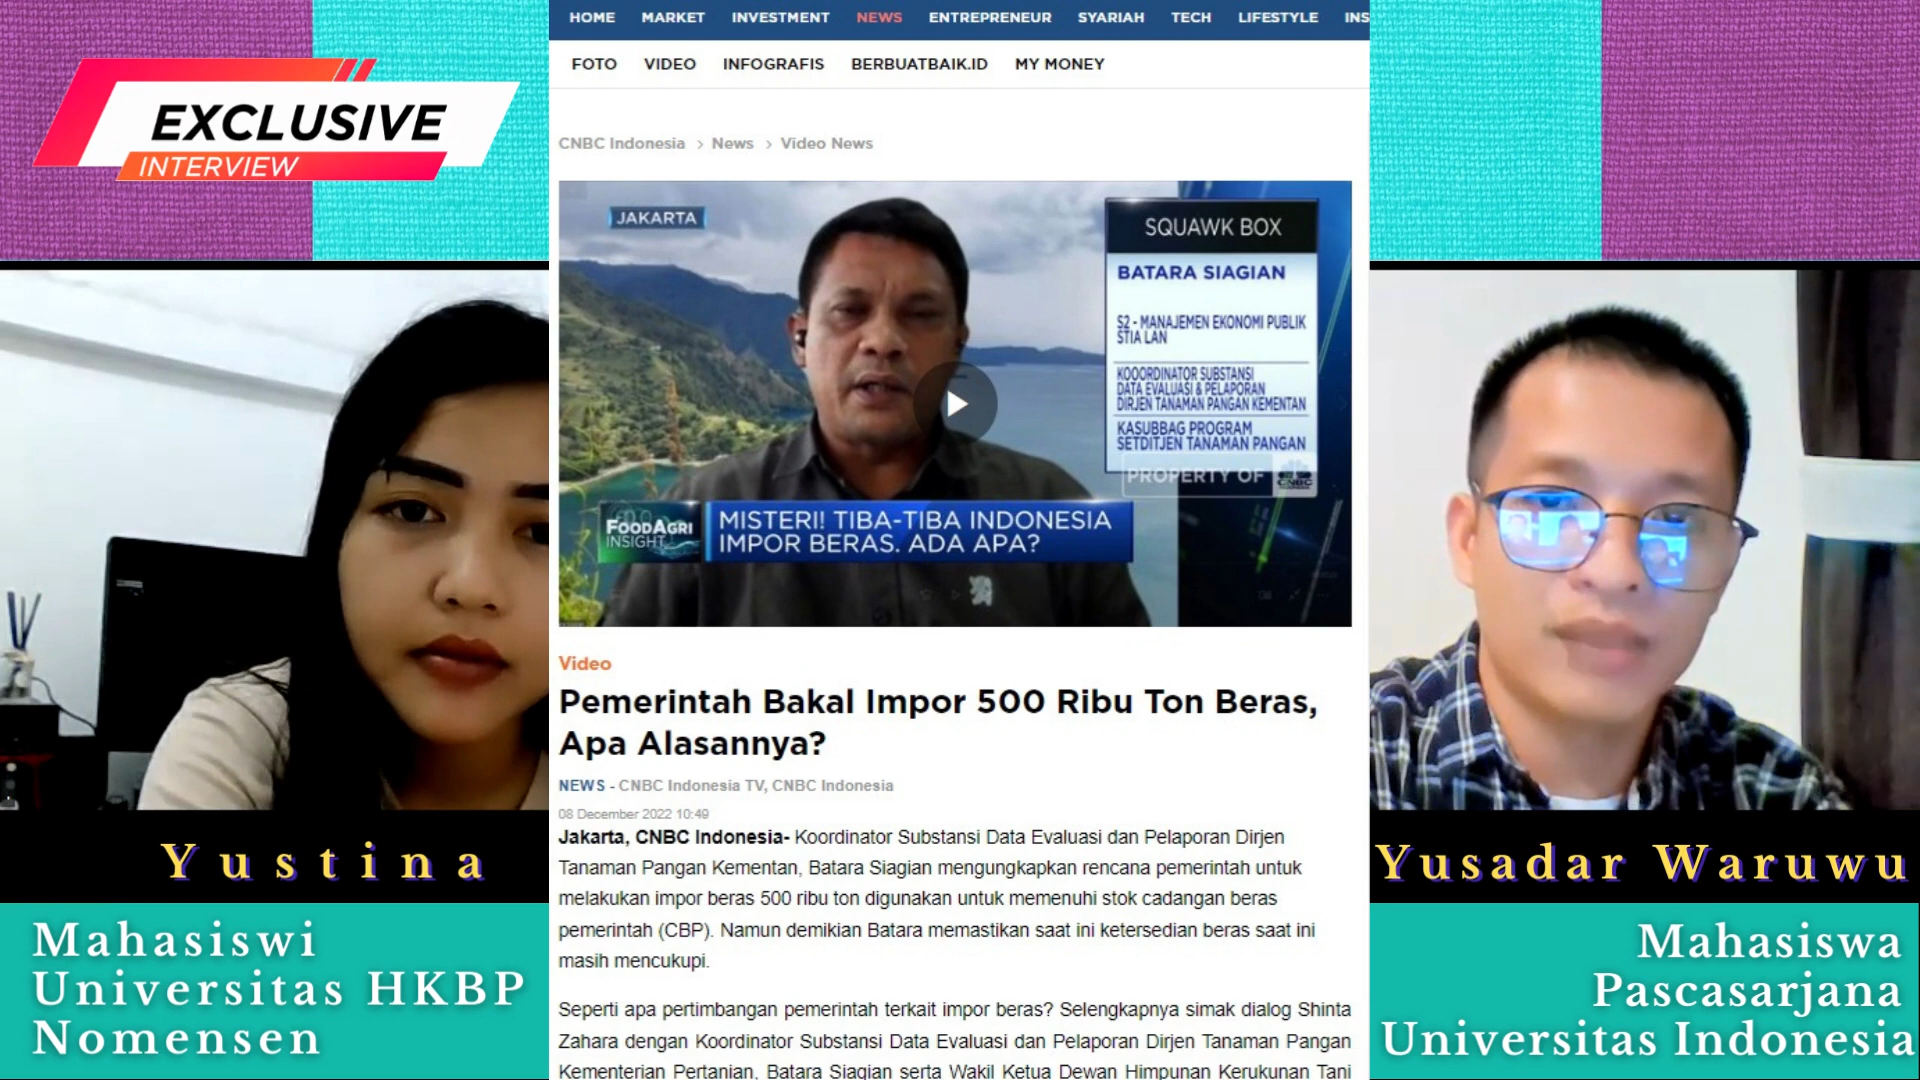 EXCLUSIVE
INTERVIEW
HOME MARKET INVESTMENT NEWS ENTREPRENEUR SYARIAH TECH LIFESTYLE INS
FOTO VIDEO INFOGRAFIS BERBUATBAIK.ID MY MONEY
CNBC Indonesia > News > Video News
JAKARTA
SQUAWK BOX
BATARA SIAGIAN
S2 - MANAJEMEN EKONOMI PUBLIK
STIA LAN
KOOORDINATOR SUBSTANSI
DATA EVALUASI & PELAPORAN
DIRJEN TANAMAN PANGAN KEMENTAN
KASUBBAG PROGRAM
SETDITJEN TANAMAN PANGAN
PROPERTY OF CNBC
FOODAGRI
INSIGHT
MISTERI! TIBA-TIBA INDONESIA
IMPOR BERAS. ADA APA?
Video
Pemerintah Bakal Impor 500 Ribu Ton Beras,
Apa Alasannya?
NEWS - CNBC Indonesia TV, CNBC Indonesia
08 December 2022 10:49
Jakarta, CNBC Indonesia- Koordinator Substansi Data Evaluasi dan Pelaporan Dirjen
Tanaman Pangan Kementan, Batara Siagian mengungkapkan rencana pemerintah untuk
melakukan impor beras 500 ribu ton digunakan untuk memenuhi stok cadangan beras
pemerintah (CBP). Namun demikian Batara memastikan saat ini ketersedian beras saat ini
masih mencukupi.
Seperti apa pertimbangan pemerintah terkait impor beras? Selengkapnya simak dialog Shinta
Zahara dengan Koordinator Substansi Data Evaluasi dan Pelaporan Dirjen Tanaman Pangan
Kementerian Pertanian, Batara Siagian serta Wakil Ketua Dewan Himpunan Kerukunan Tani
Yustina
Mahasiswi
Universitas HKBP
Nomensen
Yusadar Waruwu
Mahasiswa
Pascasarjana
Universitas Indonesia